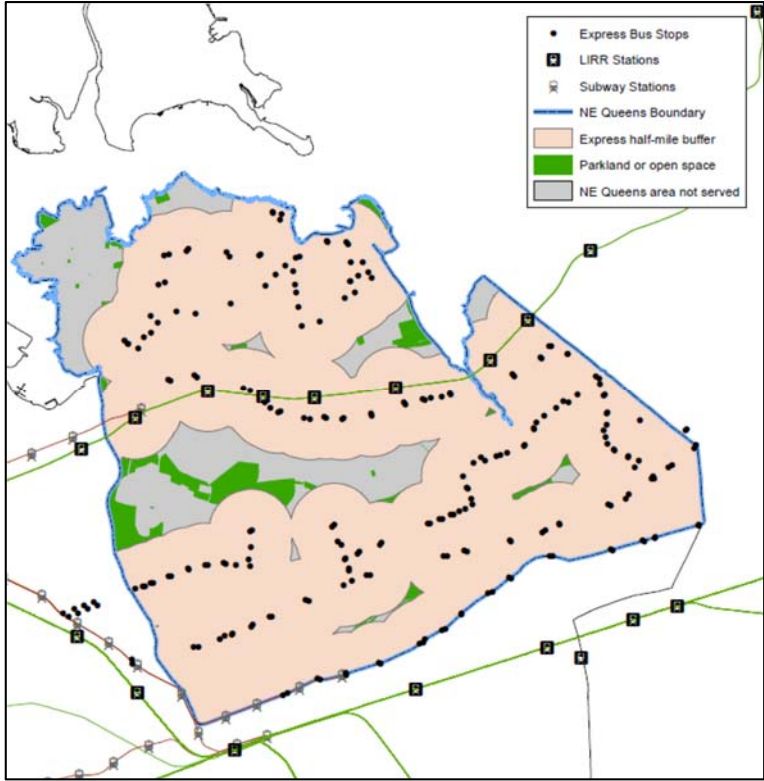 Express Bus Stops
LIRR Stations
Subway Stations
NE Queens Boundary
Express half-mile buffer
Parkland or open space
NE Queens area not served